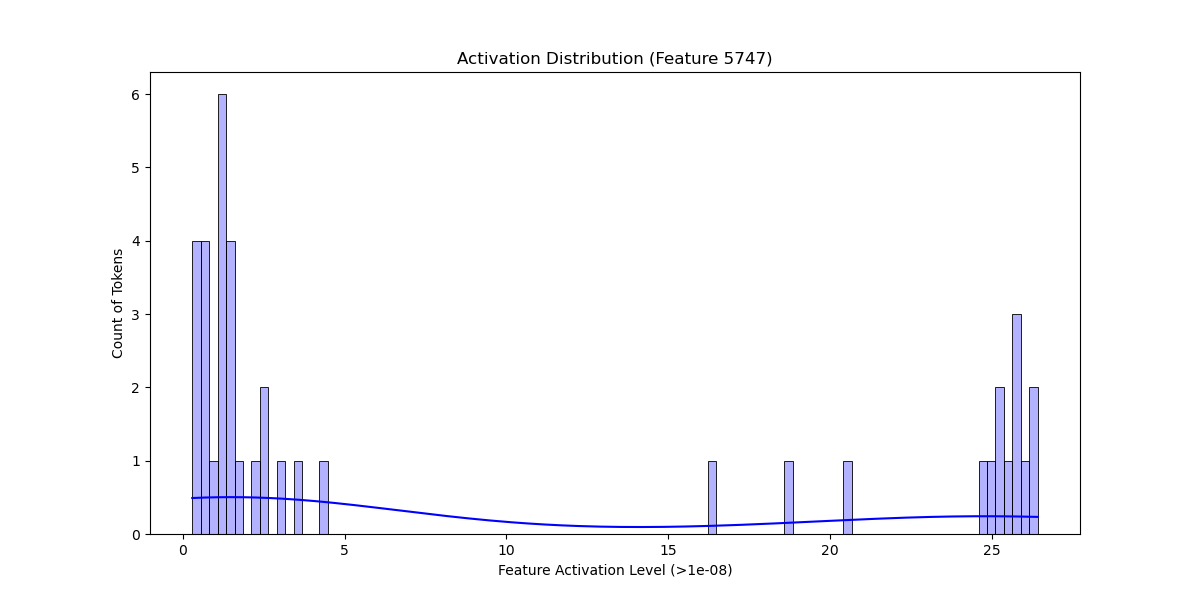 Activation Distribution (Feature 5747)
6
5
4
3
2
1
0
Count of Tokens
0 5 10 15 20 25
Feature Activation Level (>1e-08)